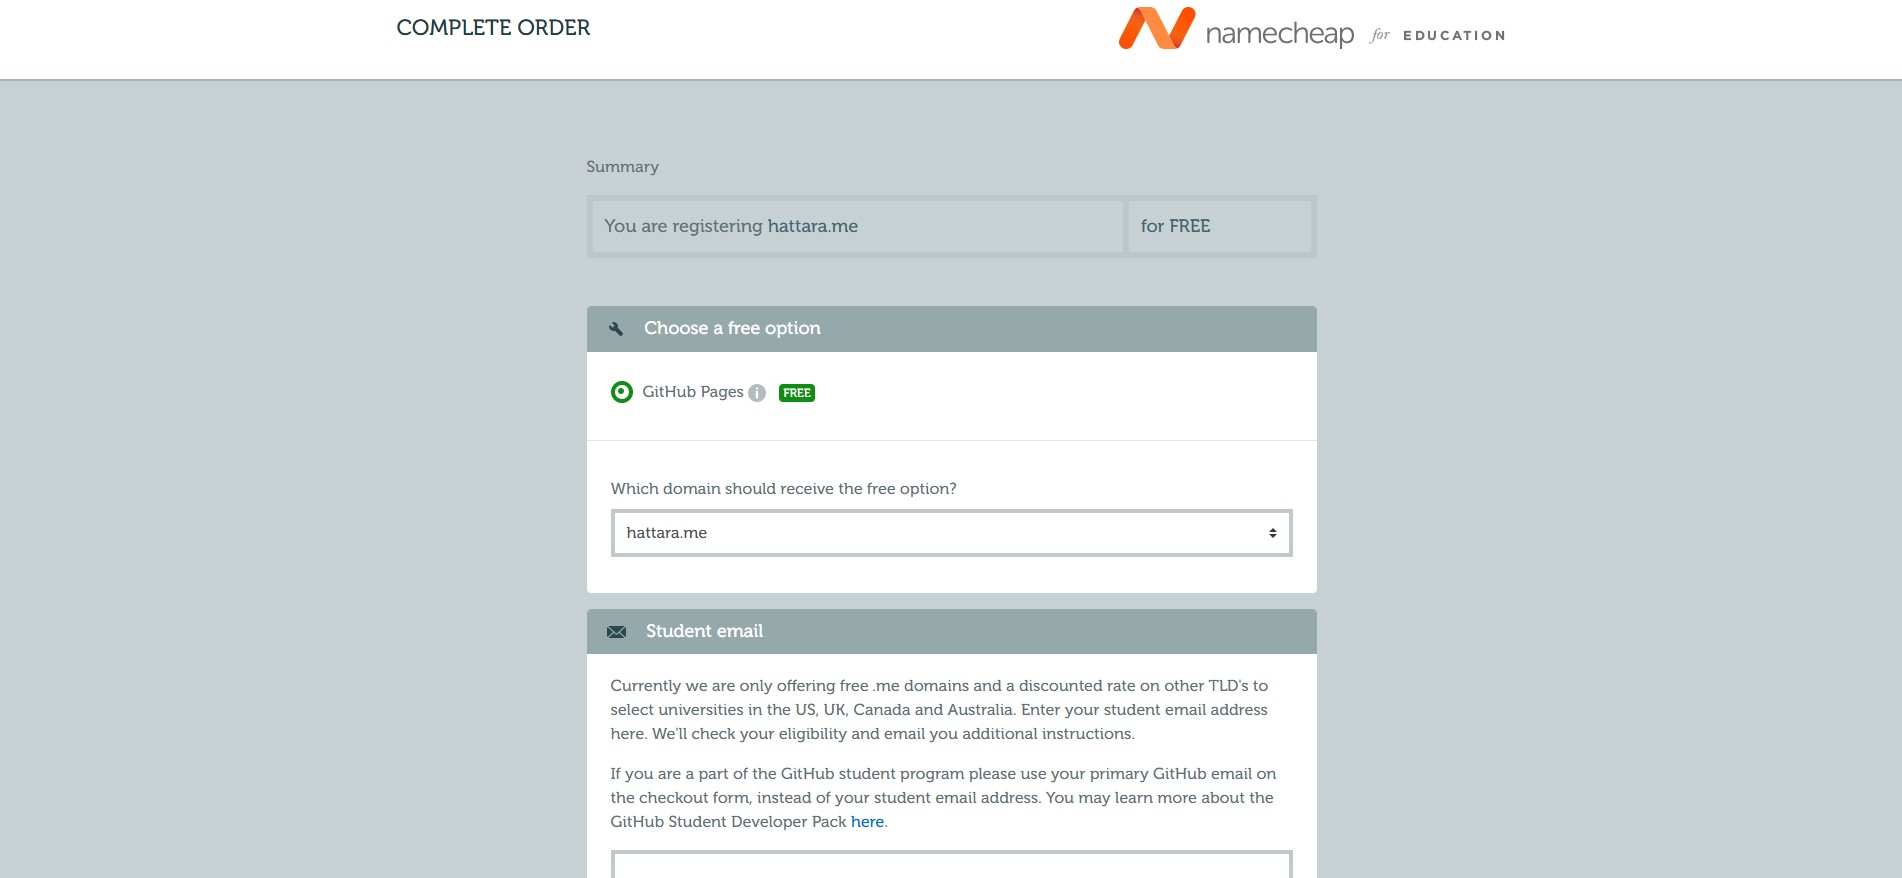 COMPLETE ORDER
namecheap for EDUCATION
Summary
You are registering hattara.me
for FREE
Choose a free option
GitHub Pages i FREE
Which domain should receive the free option?
hattara.me
Student email
Currently we are only offering free .me domains and a discounted rate on other TLD's to
select universities in the US, UK, Canada and Australia. Enter your student email address
here. We'll check your eligibility and email you additional instructions.
If you are a part of the GitHub student program please use your primary GitHub email on
the checkout form, instead of your student email address. You may learn more about the
GitHub Student Developer Pack here.